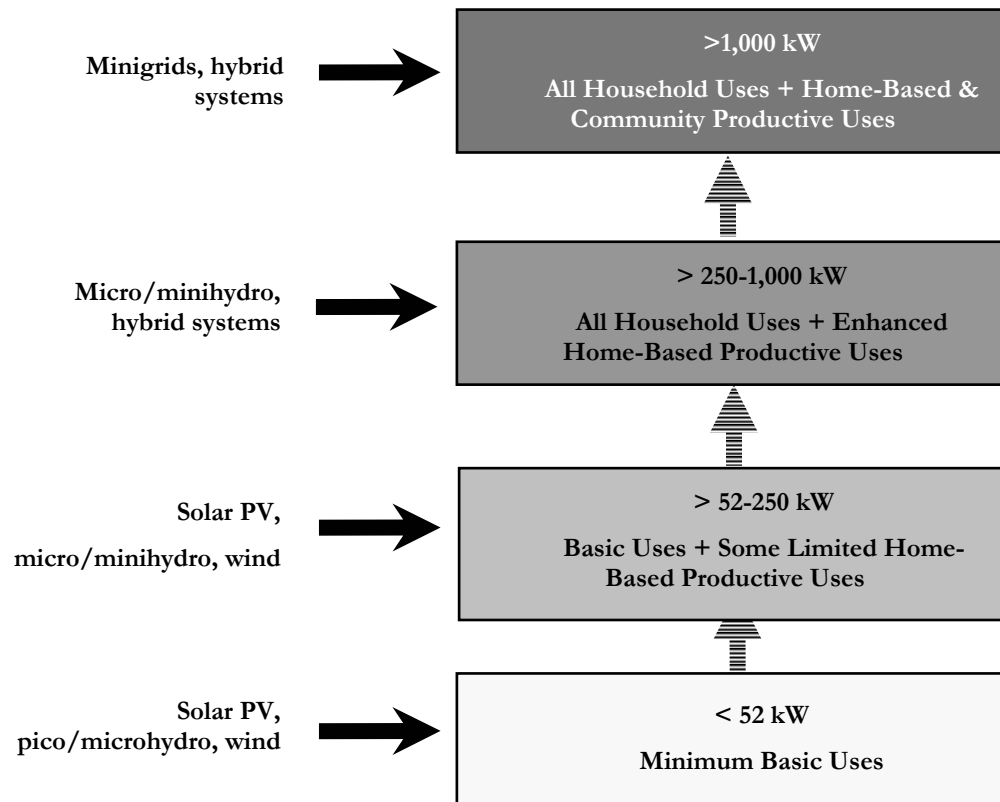 >1,000 kW
Minigrids, hybrid
systems
All Household Uses + Home-Based &
Community Productive Uses
> 250-1,000 kW
Micro/minihydro,
hybrid systems
All Household Uses + Enhanced
Home-Based Productive Uses
> 52-250 kW
Solar PV,
micro/minihydro, wind
Basic Uses + Some Limited Home-
Based Productive Uses
< 52 kW
Solar PV,
pico/microhydro, wind
Minimum Basic Uses